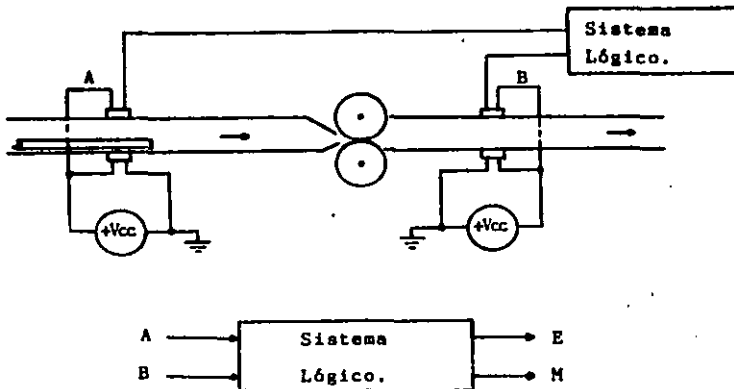 Sistema
Lógico.
A
B
+Vcc
+Vcc
A
B
Sistema
Lógico.
E
M